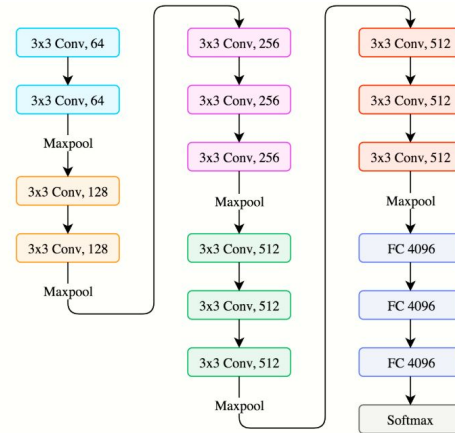 3x3 Conv, 64
3x3 Conv, 64
Maxpool
3x3 Conv, 128
3x3 Conv, 128
Maxpool
3x3 Conv, 256
3x3 Conv, 256
3x3 Conv, 256
Maxpool
3x3 Conv, 512
3x3 Conv, 512
3x3 Conv, 512
Maxpool
3x3 Conv, 512
3x3 Conv, 512
3x3 Conv, 512
Maxpool
FC 4096
FC 4096
FC 4096
Softmax